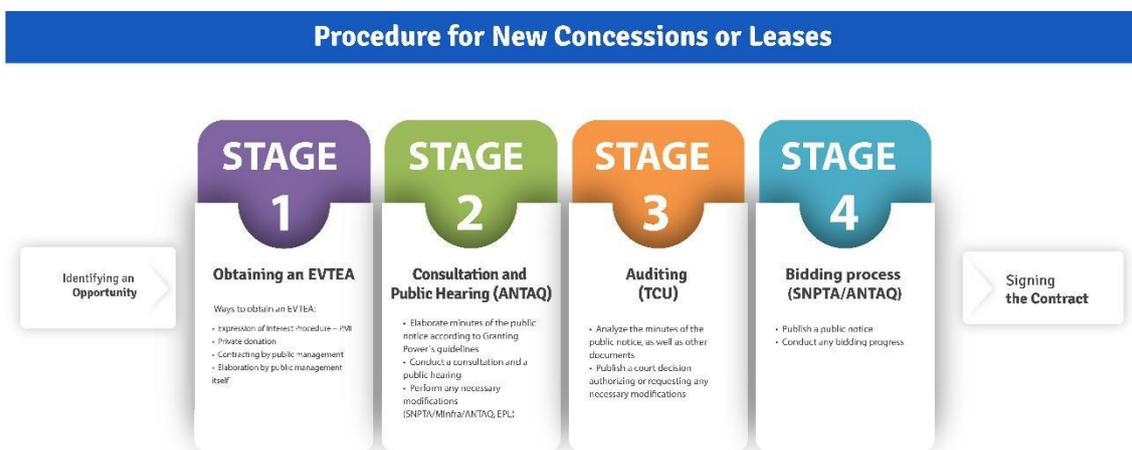 Procedure for New Concessions or Leases
Identifying an
Opportunity
STAGE
1
Obtaining an EVTEA
Ways to obtain an EVTEA:
• Expression of Interest Procedure – PMI
• Private donation
• Contracting by public management
• Elaboration by public management
itself
STAGE
2
Consultation and
Public Hearing (ANTAQ)
• Elaborate minutes of the public
notice according to Granting
Power´s guidelines
• Conduct a consultation and a
public hearing
• Perform any necessary
modifications
(SNPTA/MInfra/ANTAQ, EPL)
STAGE
3
Auditing
(TCU)
• Analyze the minutes of the
public notice, as well as other
documents
• Publish a court decision
authorizing or requesting any
necessary modifications
STAGE
4
Bidding process
(SNPTA/ANTAQ)
• Publish a public notice
• Conduct any bidding progress
Signing
the Contract